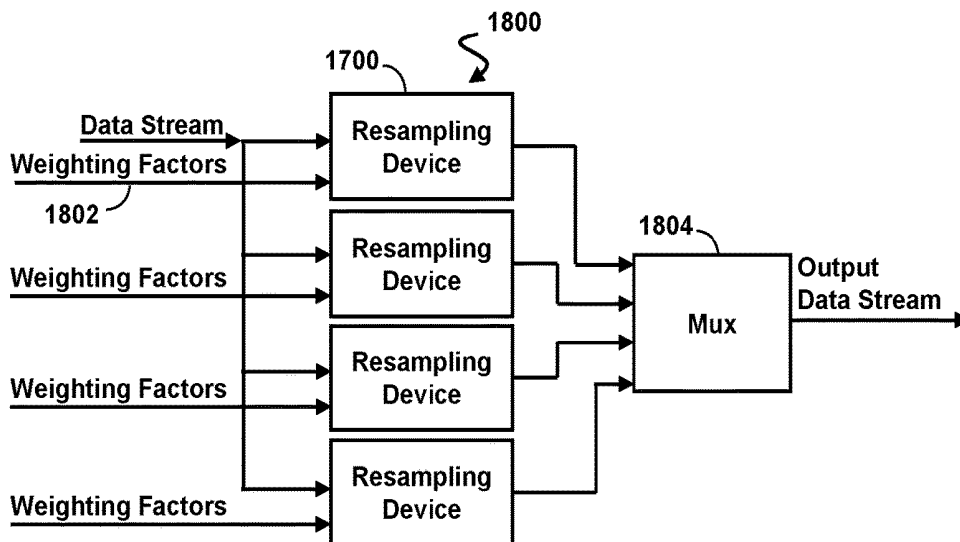 1800
1700
Data Stream
Resampling
Device
Weighting Factors
1802
Resampling
Device
Weighting Factors
1804
Mux
Output
Data Stream
Resampling
Device
Weighting Factors
Resampling
Device
Weighting Factors